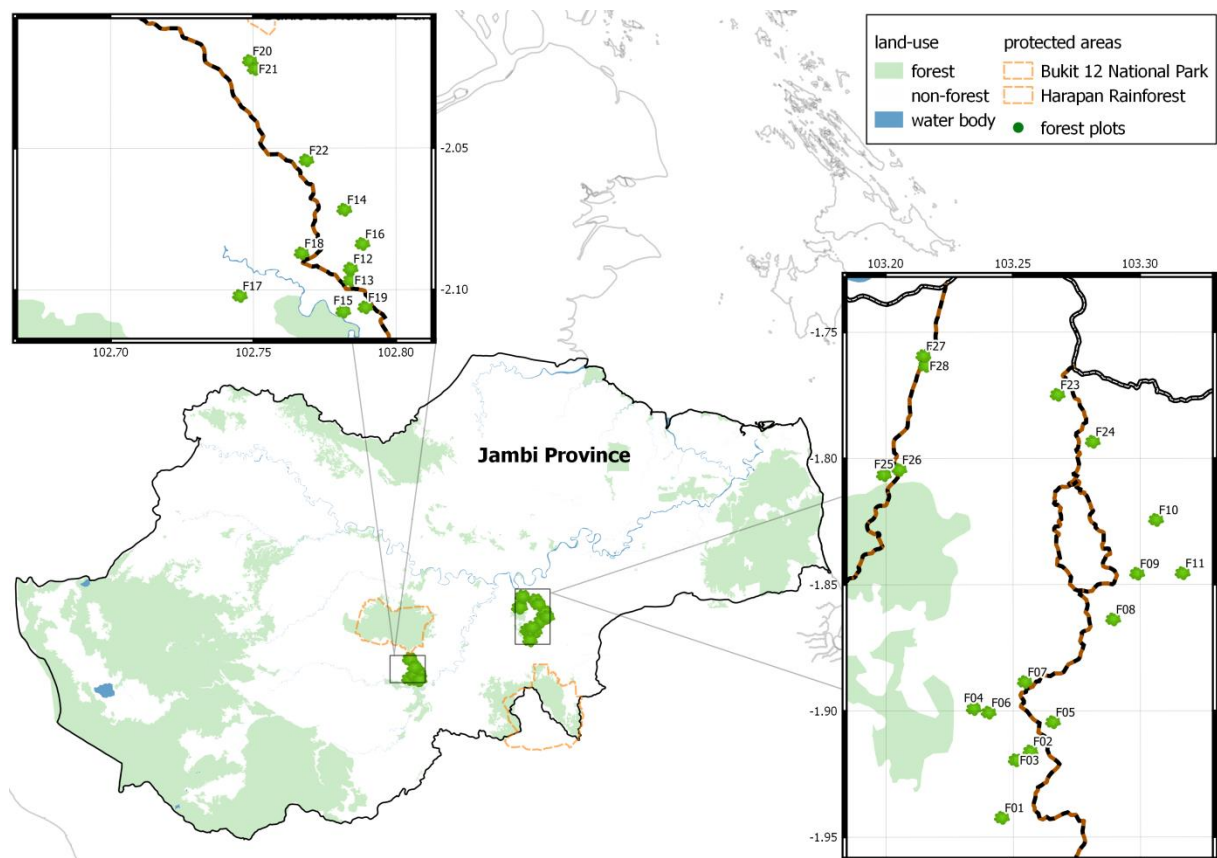 F20
F21
F22
F14
F16
F18
F12
F13
F17
F15
F19
-2.05
-2.10
102.70
102.75
102.80
land-use
forest
non-forest
water body
protected areas
Bukit 12 National Park
Harapan Rainforest
forest plots
Jambi Province
103.20
103.25
103.30
-1.75
-1.80
-1.85
-1.90
-1.95
F27
F28
F23
F24
F25
F26
F10
F09
F11
F08
F07
F04
F06
F05
F02
F03
F01